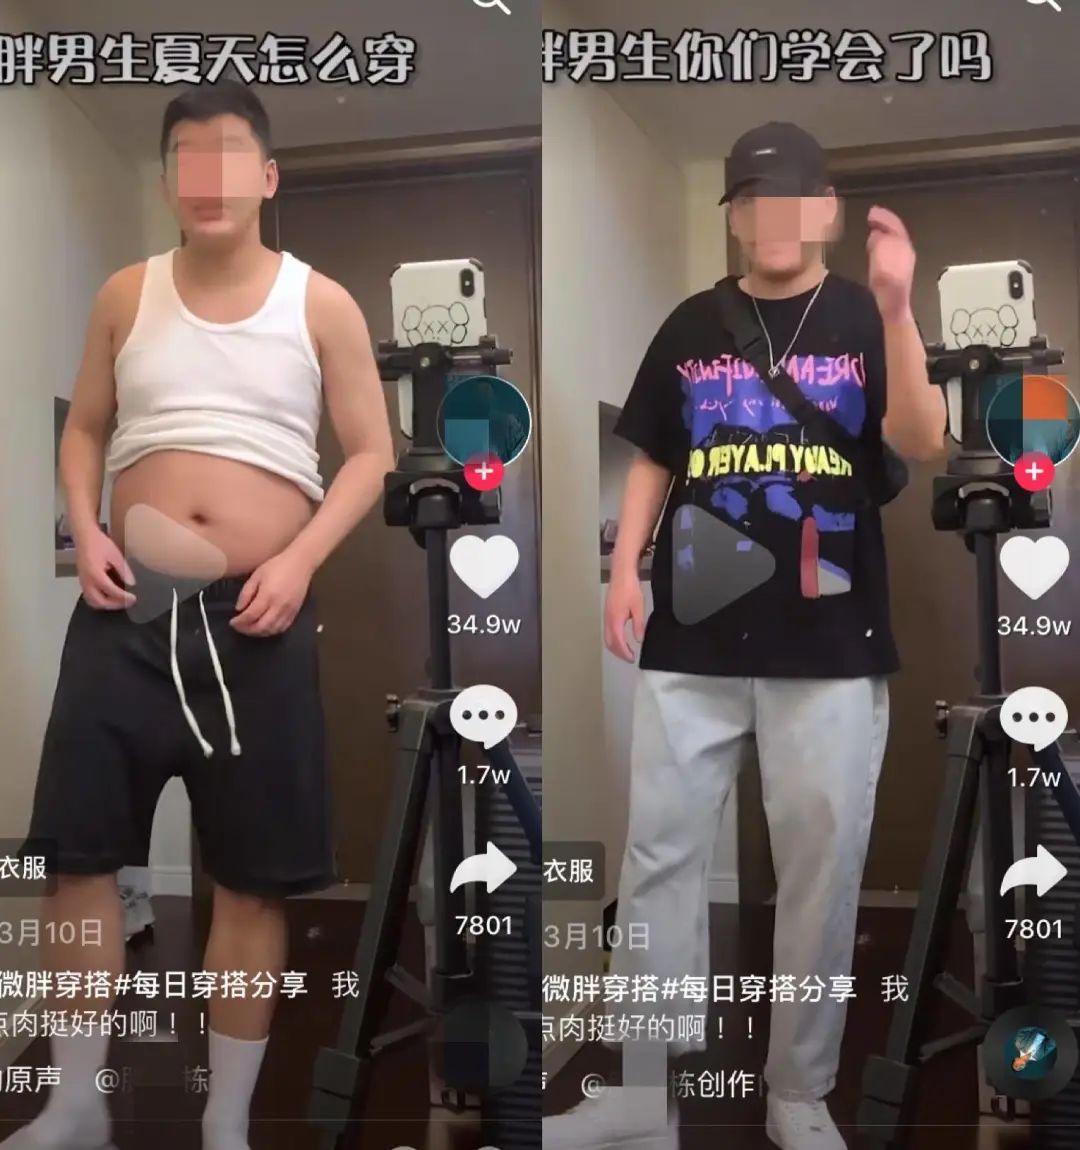 胖男生夏天怎么穿
34.9w
1.7w
7801
衣服
3月10日
微胖穿搭#每日穿搭分享 我
点肉挺好的啊！！
原声 @
栋
胖男生你们学会了吗
READY PLAYER
34.9w
1.7w
7801
衣服
3月10日
微胖穿搭#每日穿搭分享 我
点肉挺好的啊！！
@ 栋创作